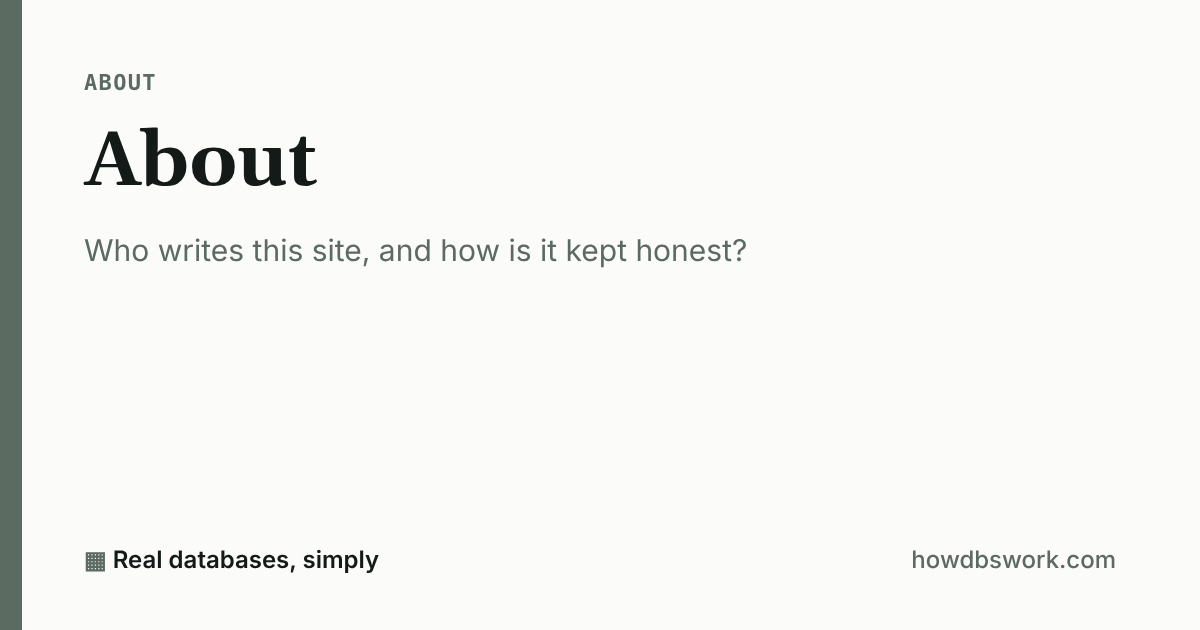 ABOUT
About
Who writes this site, and how is it kept honest?
▦ Real databases, simply
howdbswork.com